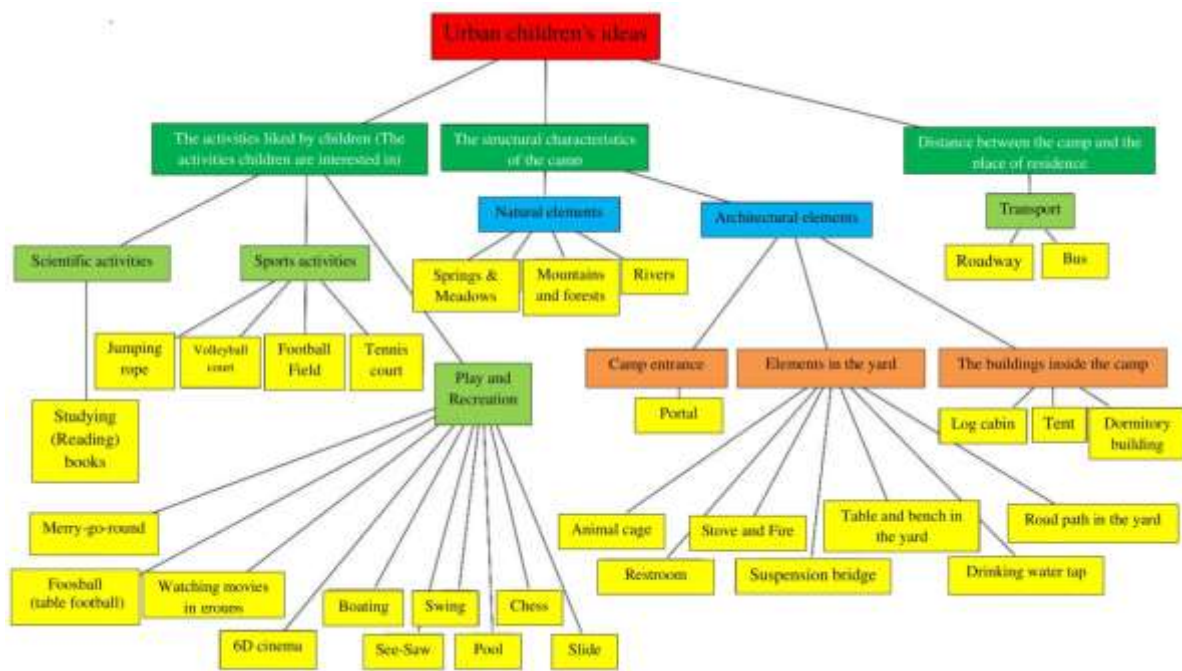 Urban children's ideas
The activities liked by children (The
activities children are interested in)
The structural characteristics
of the camp
Distance between the camp and the
place of residence
Natural elements
Architectural elements
Transport
Scientific activities
Sports activities
Springs &
Meadows
Mountains
and forests
Rivers
Roadway
Bus
Jumping
rope
Volleyball
court
Football
Field
Tennis
court
Play and
Recreation
Camp entrance
Elements in the yard
The buildings inside the camp
Studying
(Reading)
books
Portal
Log cabin
Tent
Dormitory
building
Merry-go-round
Animal cage
Stove and Fire
Table and bench in
the yard
Road path in the yard
Foosball
(table football)
Watching movies
in groups
Restroom
Suspension bridge
Drinking water tap
Boating
Swing
Chess
6D cinema
See-Saw
Pool
Slide